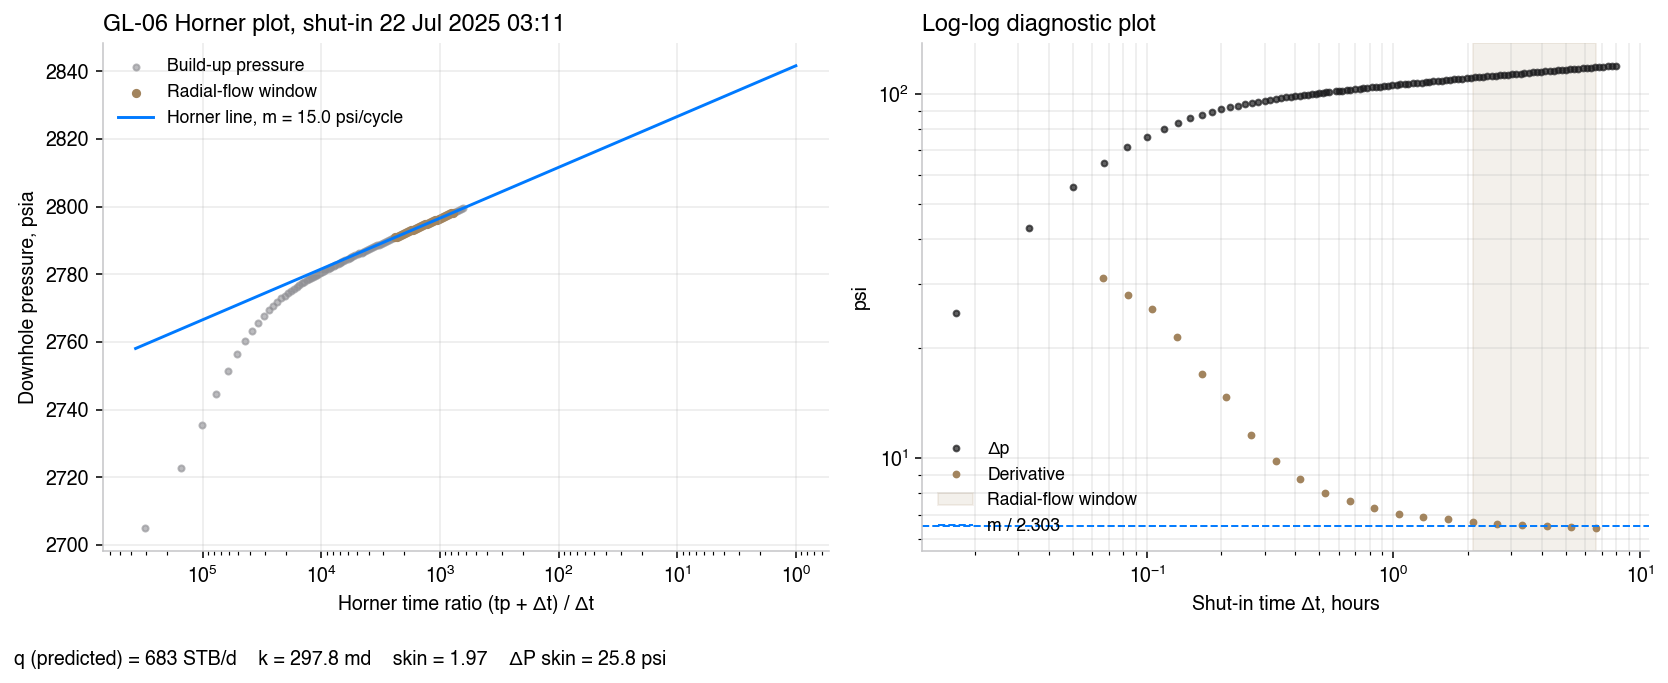 GL-06 Horner plot, shut-in 22 Jul 2025 03:11
Build-up pressure
Radial-flow window
Horner line, m = 15.0 psi/cycle
Downhole pressure, psia
2840
2820
2800
2780
2760
2740
2720
2700
10⁵
10⁴
10³
10²
10¹
10⁰
Horner time ratio (tp + Δt) / Δt
Log-log diagnostic plot
psi
10²
10¹
Δp
Derivative
Radial-flow window
m / 2.303
10⁻¹
10⁰
10¹
Shut-in time Δt, hours
q (predicted) = 683 STB/d k = 297.8 md skin = 1.97 ΔP skin = 25.8 psi